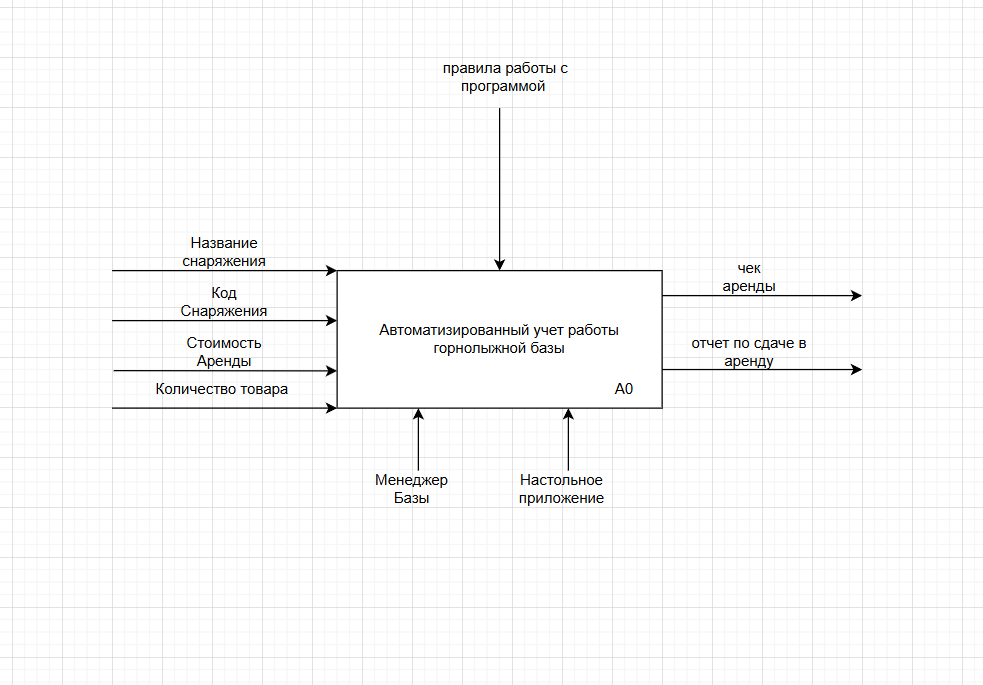 правила работы с
программой
Название
снаряжения
Код
Снаряжения
Стоимость
Аренды
Количество товара
Автоматизированный учет работы
горнолыжной базы
А0
чек
аренды
отчет по сдаче в
аренду
Менеджер
Базы
Настольное
приложение